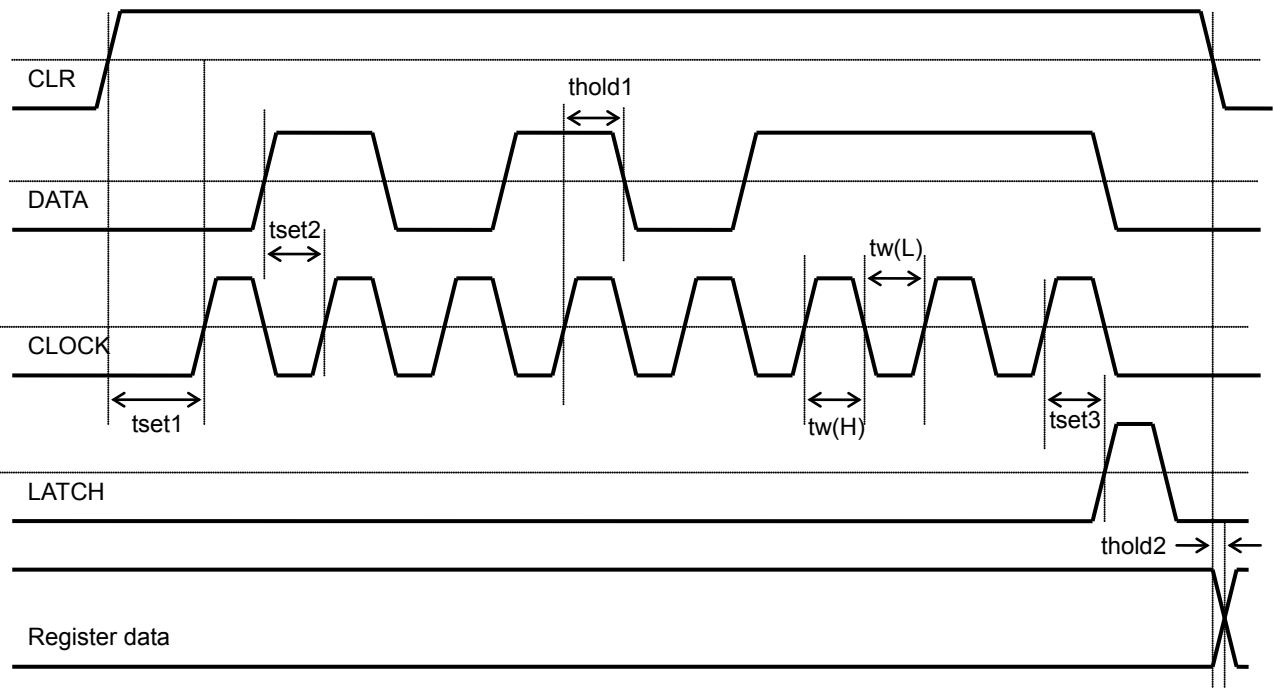 CLR
thold1
DATA
tset2
tw(L)
CLOCK
tset1
tw(H)
tset3
LATCH
thold2
Register data